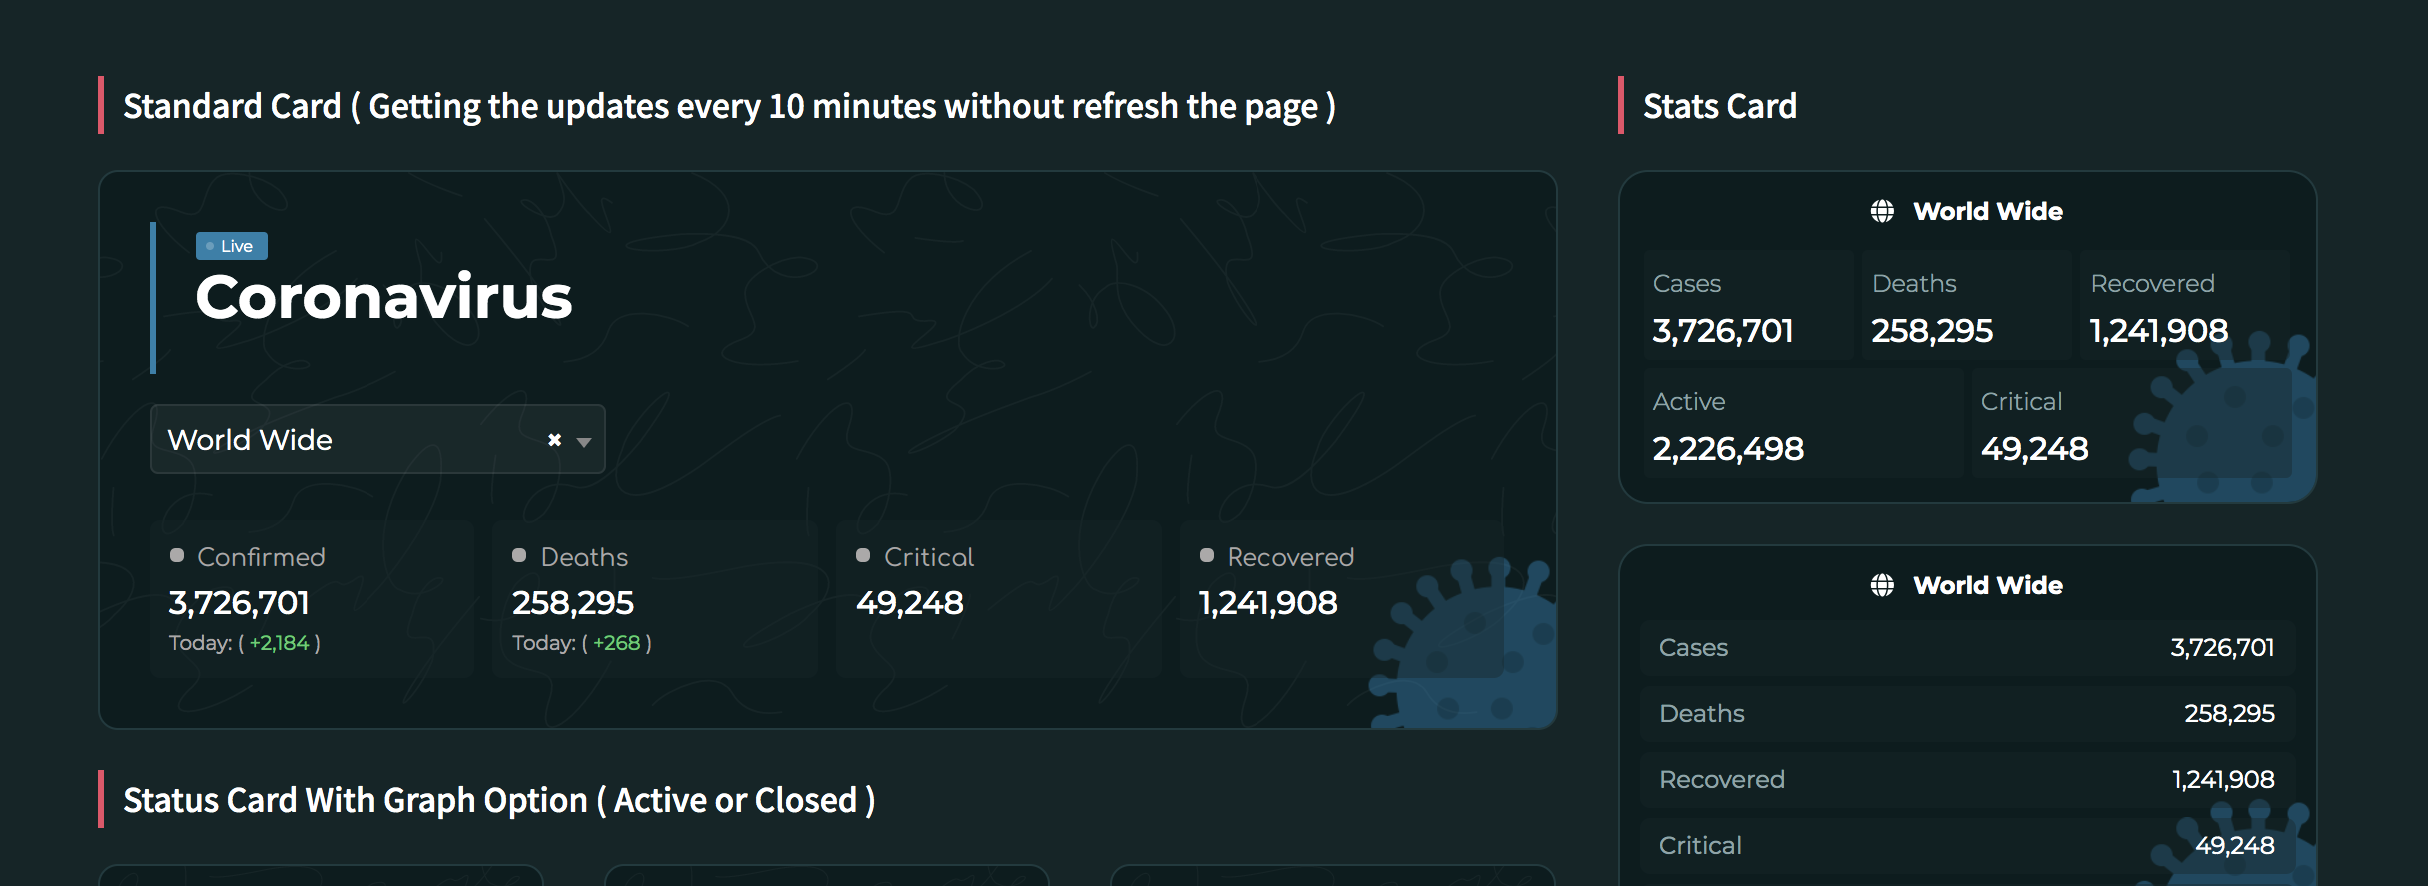 Standard Card ( Getting the updates every 10 minutes without refresh the page )
Live
Coronavirus
World Wide
Confirmed
3,726,701
Today: ( +2,184 )
Deaths
258,295
Today: ( +268 )
Critical
49,248
Recovered
1,241,908
Status Card With Graph Option ( Active or Closed )
Stats Card
World Wide
Cases
3,726,701
Deaths
258,295
Recovered
1,241,908
Active
2,226,498
Critical
49,248
World Wide
Cases 3,726,701
Deaths 258,295
Recovered 1,241,908
Critical 49,248